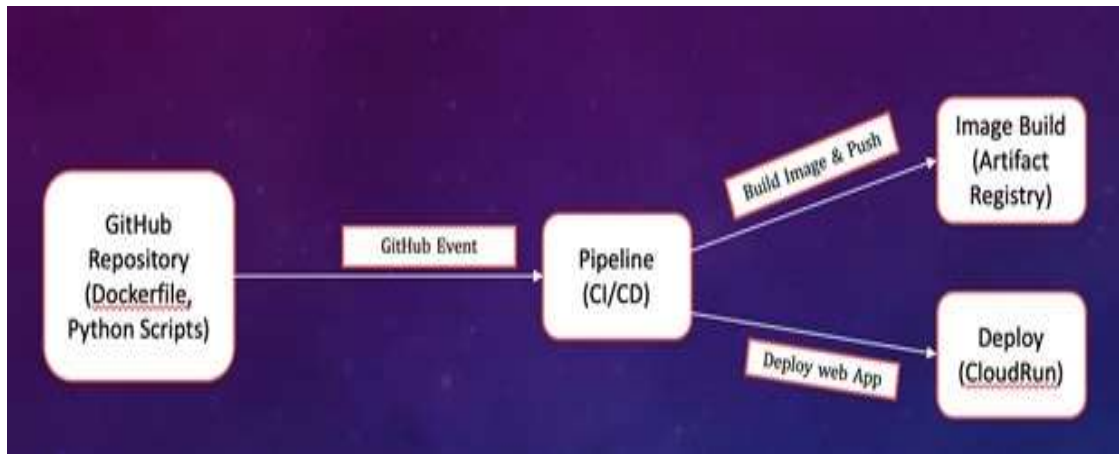 GitHub
Repository
(Dockerfile,
Python Scripts)
GitHub Event
Pipeline
(CI/CD)
Build Image & Push
Image Build
(Artifact
Registry)
Deploy web App
Deploy
(CloudRun)